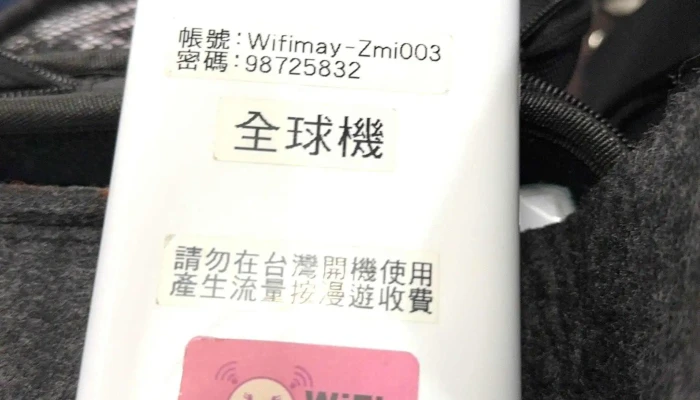 帳號：Wifimay-Zmi003
密碼：98725832
全球機
請勿在台灣開機使用
產生流量按漫遊收費
WiFi